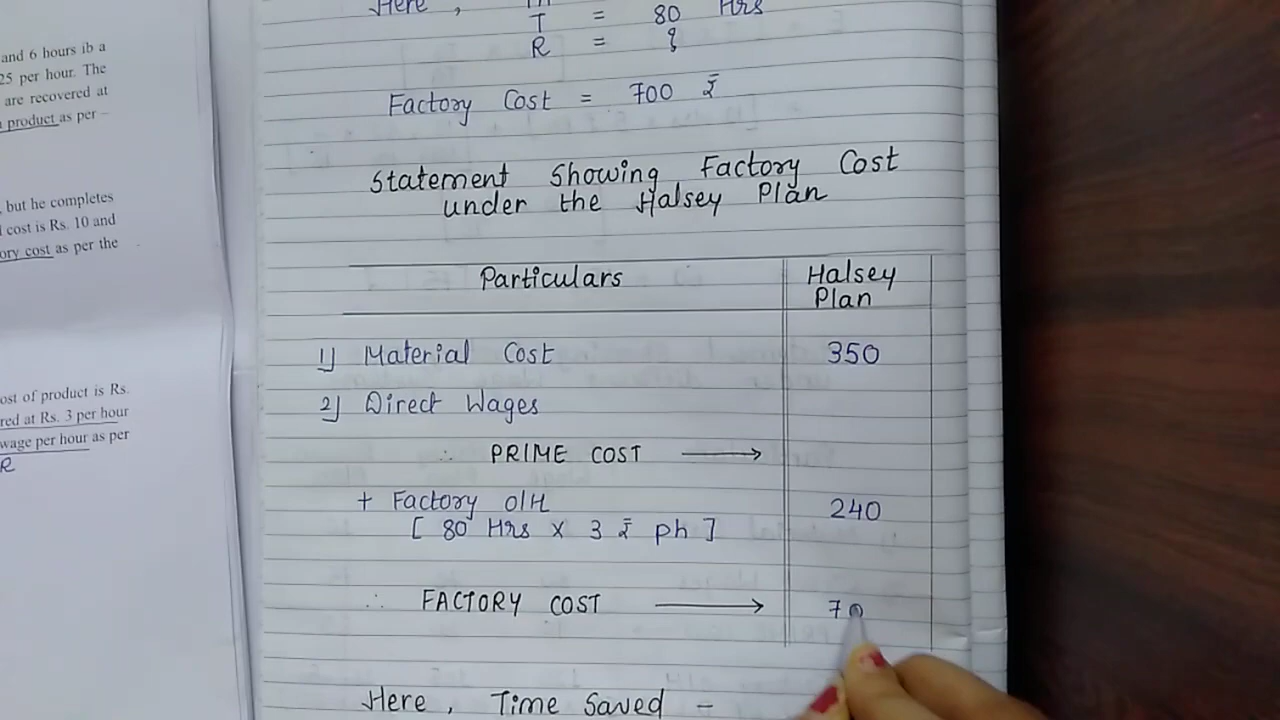 and 6 hours ib a
25 per hour. The
are recovered at
product as per –
, but he completes
cost is Rs. 10 and
ory cost as per the
ost of product is Rs.
red at Rs. 3 per hour
wage per hour as per
R
Here ,
T = 80 Hrs
R = ?
Factory Cost = 700 ₹
Statement Showing Factory Cost
under the Halsey Plan
Particulars Halsey Plan
1) Material Cost 350
2) Direct Wages
∴ PRIME COST →
+ Factory O/H 240
[ 80 Hrs x 3 ₹ ph ]
∴ FACTORY COST → 70
Here , Time Saved –